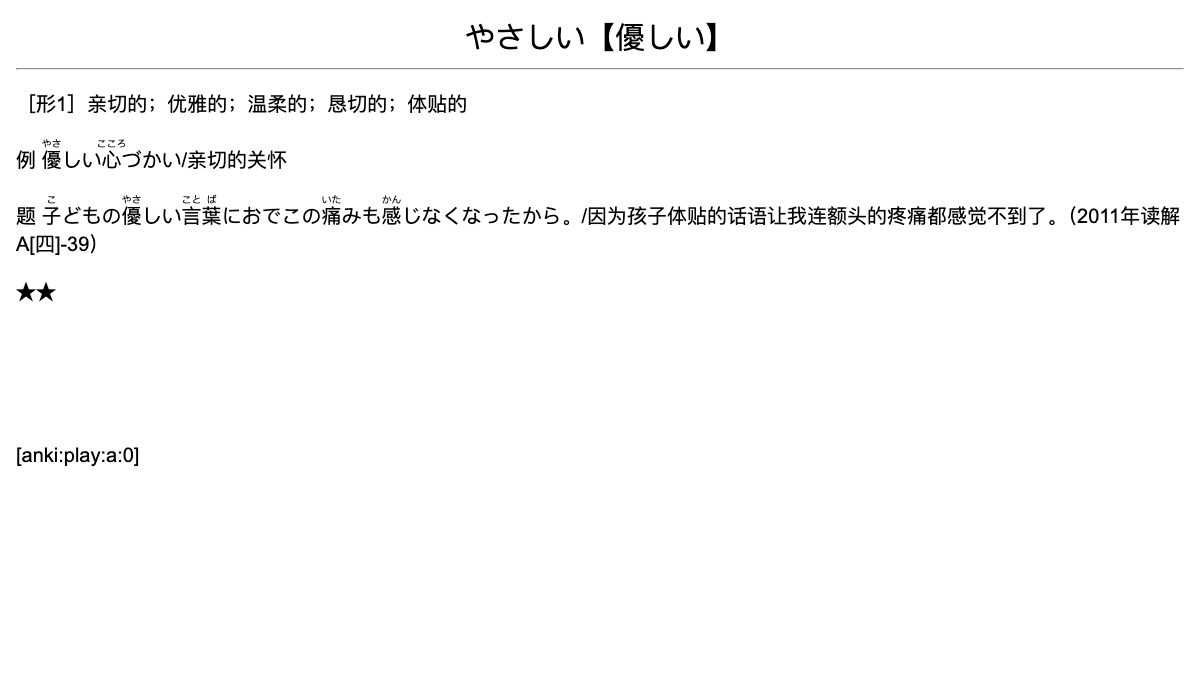 やさしい【優しい】
［形1］亲切的；优雅的；温柔的；恳切的；体贴的
やさ こころ
例 優しい心づかい/亲切的关怀
こ やさ こと ば いた かん
题 子どもの優しい言葉におでこの痛みも感じなくなったから。/因为孩子体贴的话语让我连额头的疼痛都感觉不到了。（2011年读解
A[四]-39）
★★
[anki:play:a:0]